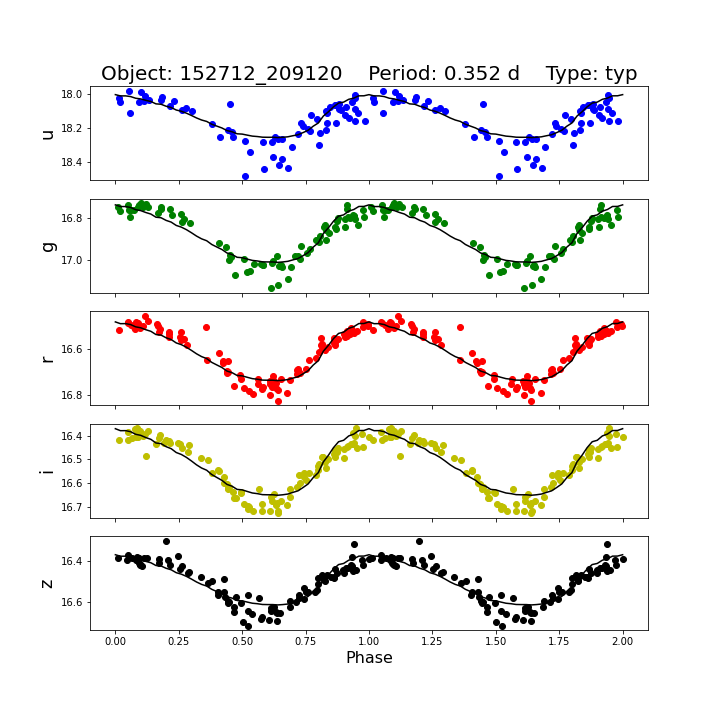 Object: 152712_209120    Period: 0.352 d    Type: typ
18.0
18.2
18.4
u
16.8
17.0
g
16.6
16.8
r
16.4
16.5
16.6
16.7
i
16.4
16.6
z
0.00 0.25 0.50 0.75 1.00 1.25 1.50 1.75 2.00
Phase